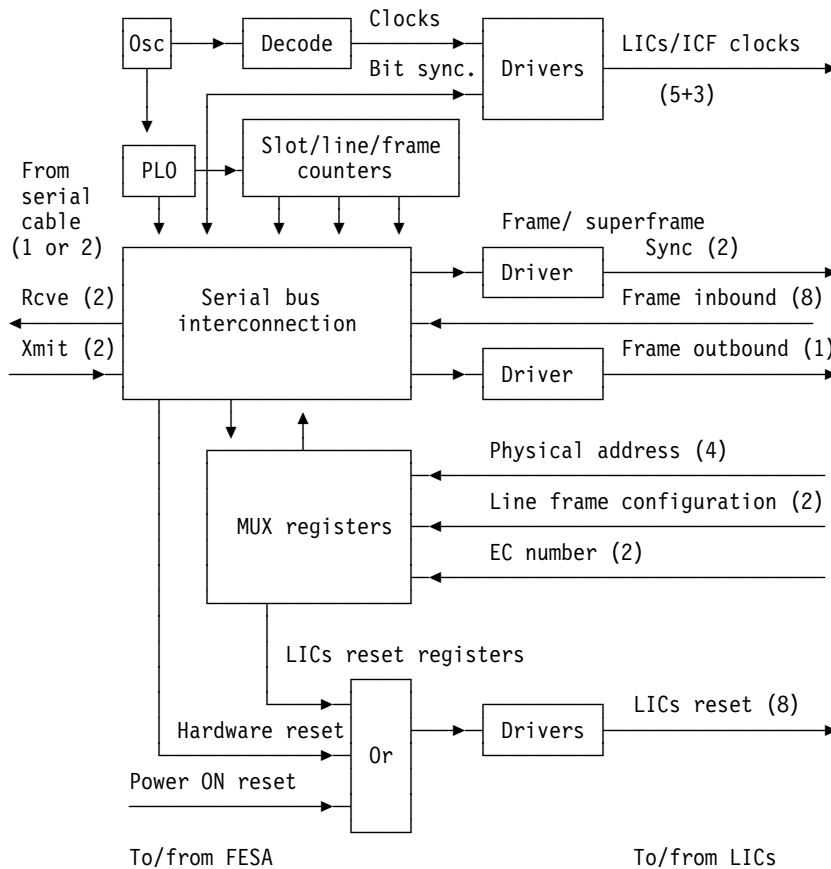 Clocks
Osc
Decode
LICs/ICF clocks
Drivers
Bit sync.
(5+3)
Slot/line/frame
counters
PLO
From
serial
cable
(1 or 2)
Frame/ superframe
Sync (2)
Driver
Rcve (2)
Serial bus
interconnection
Frame inbound (8)
Xmit (2)
Frame outbound (1)
Driver
Physical address (4)
Line frame configuration (2)
MUX registers
EC number (2)
LICs reset registers
LICs reset (8)
Hardware reset
Or
Drivers
Power ON reset
To/from FESA
To/from LICs